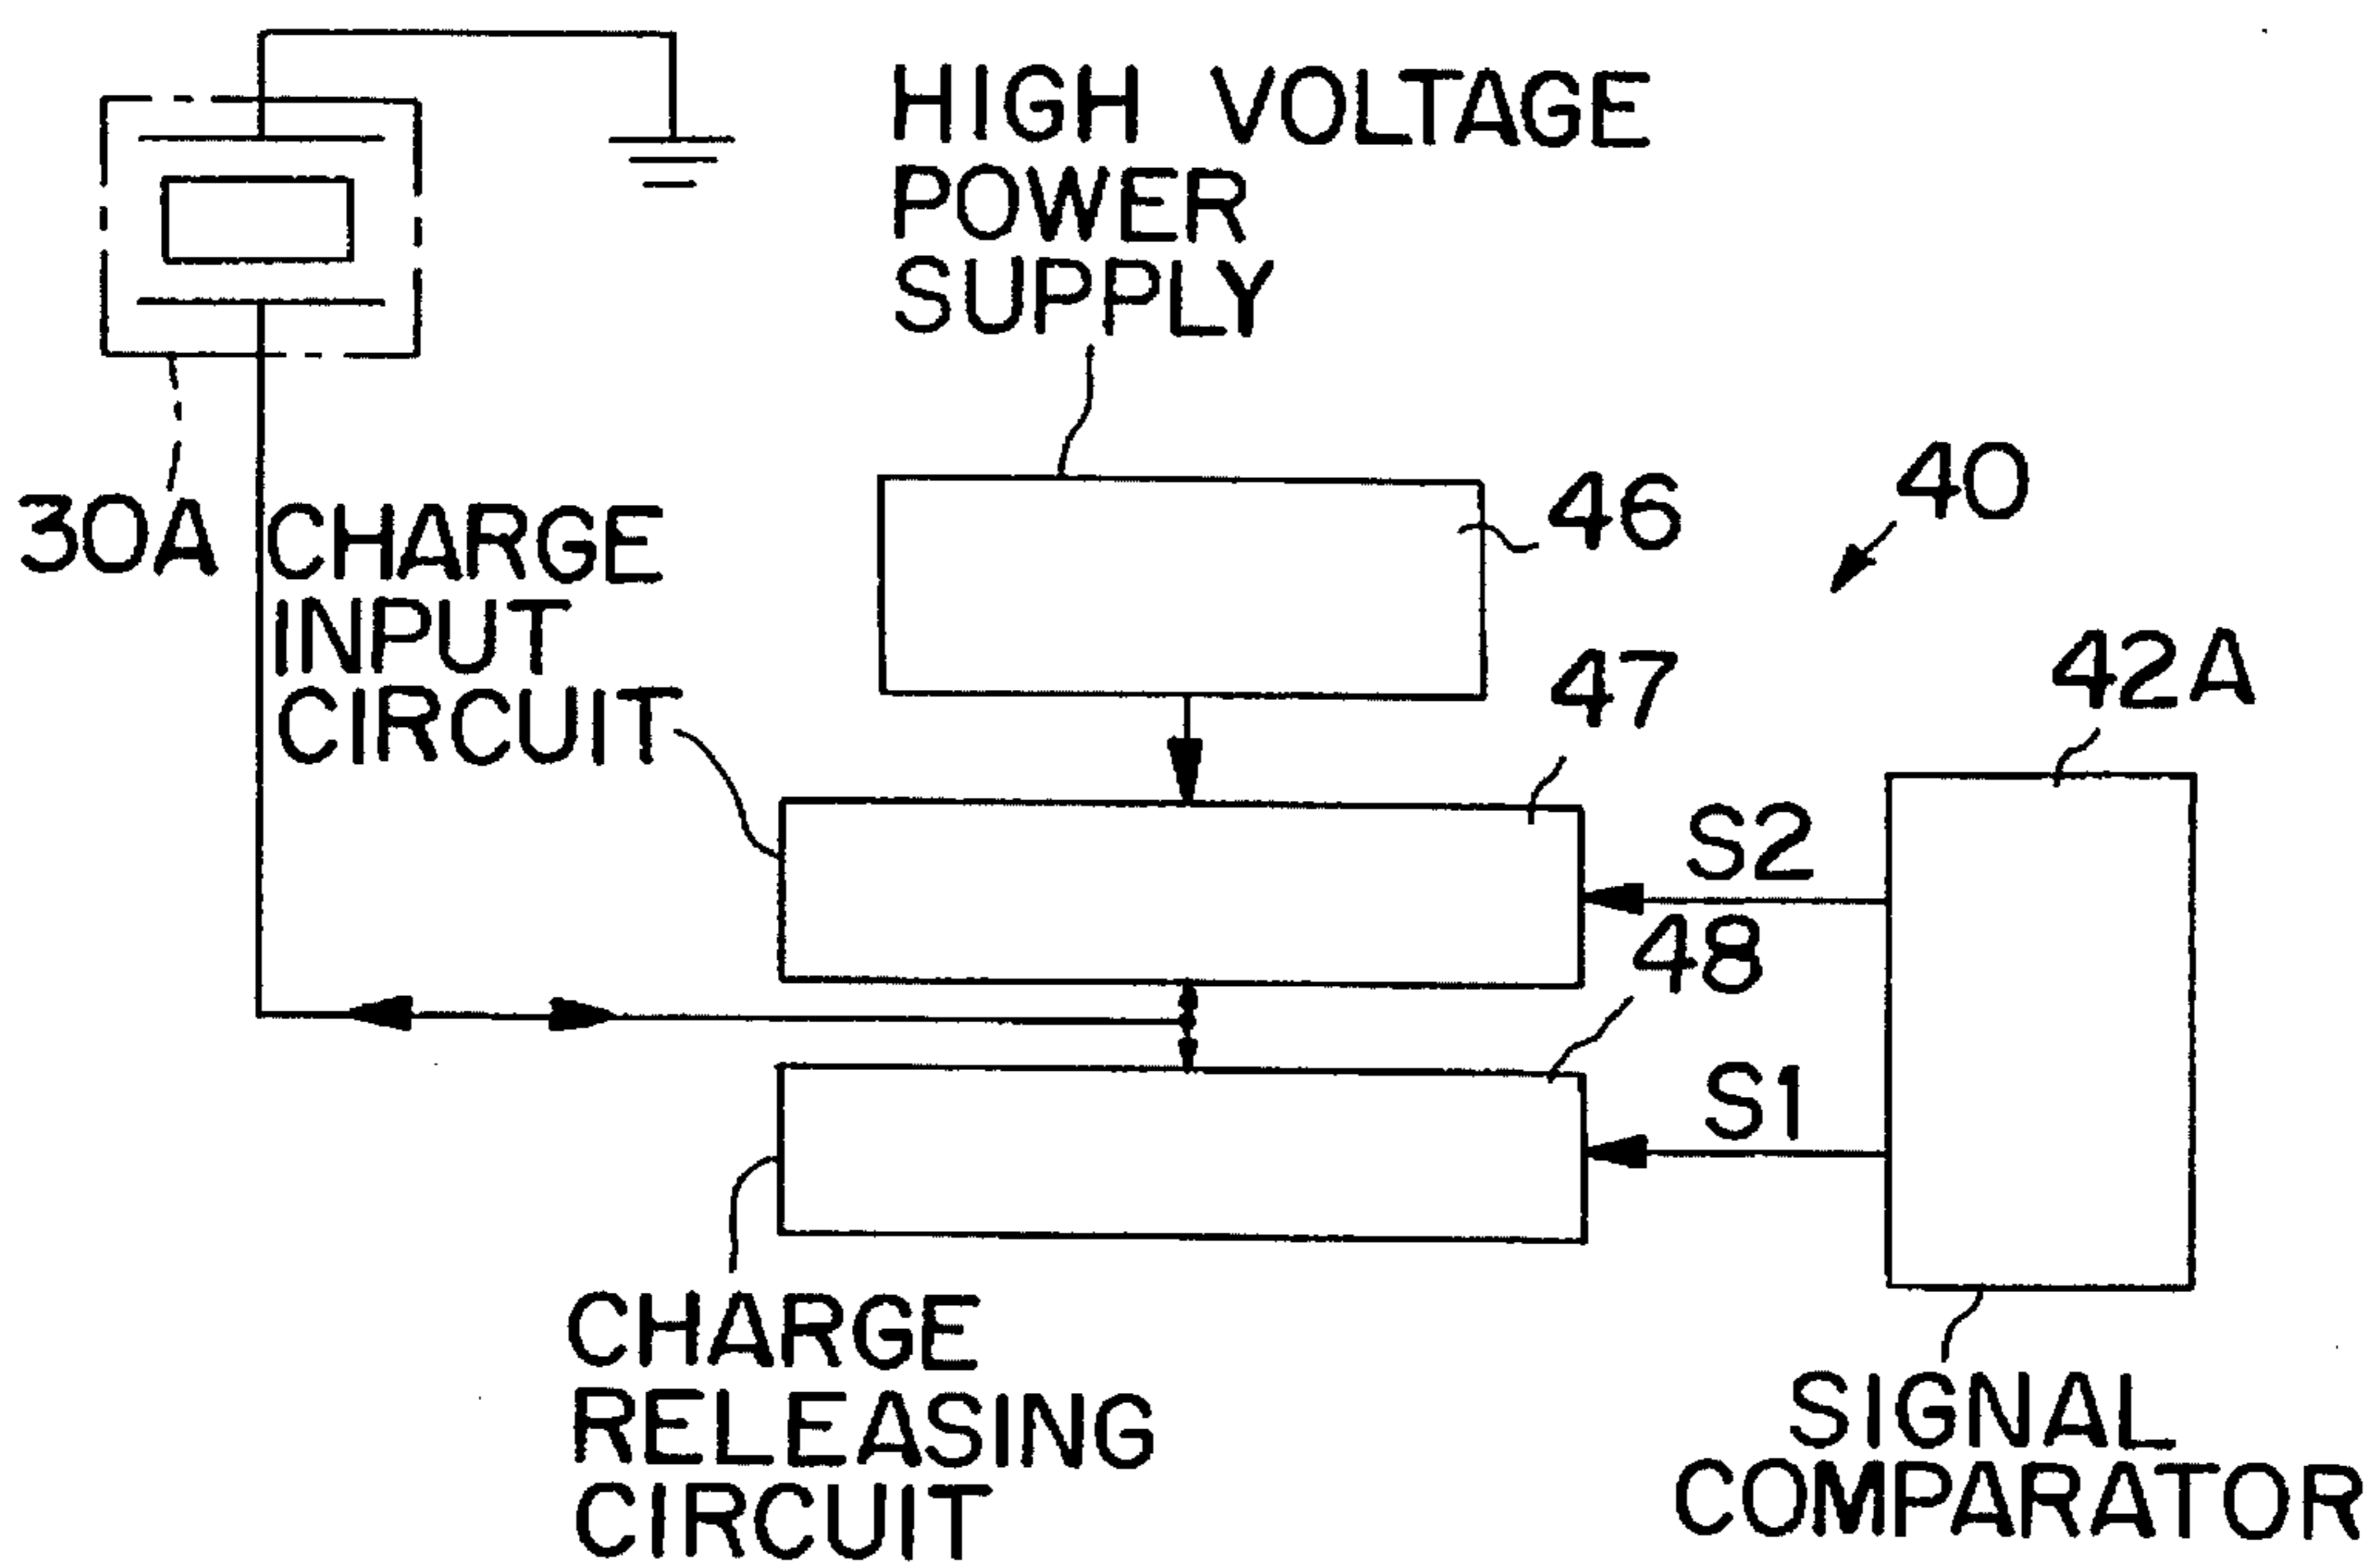 HIGH VOLTAGE
POWER
SUPPLY
46
40
30A
CHARGE
INPUT
CIRCUIT
47
42A
S2
48
S1
CHARGE
RELEASING
CIRCUIT
SIGNAL
COMPARATOR